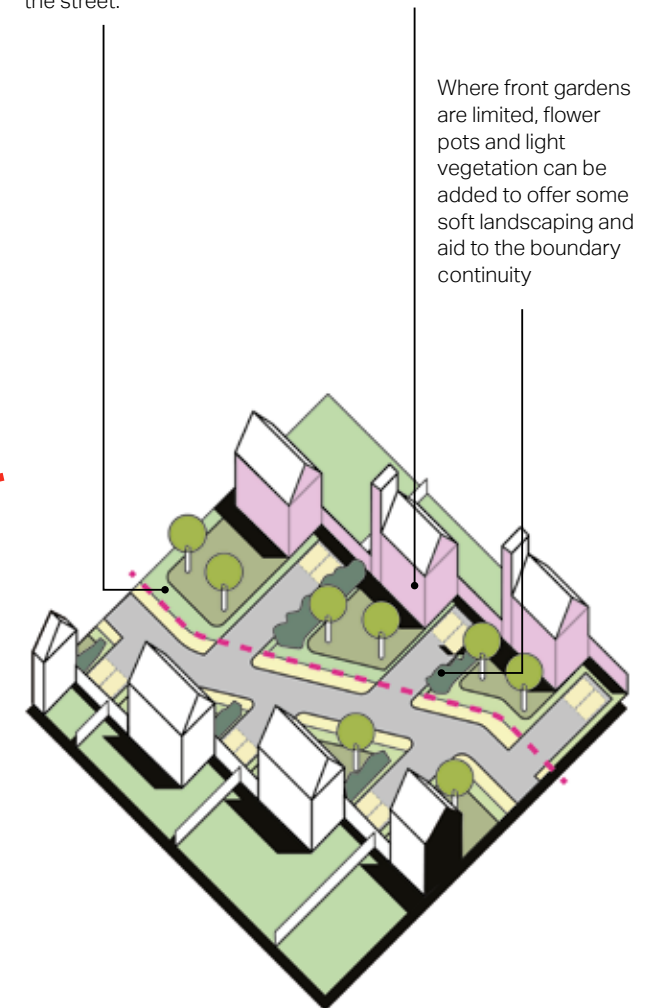 the street.
Where front gardens
are limited, flower
pots and light
vegetation can be
added to offer some
soft landscaping and
aid to the boundary
continuity